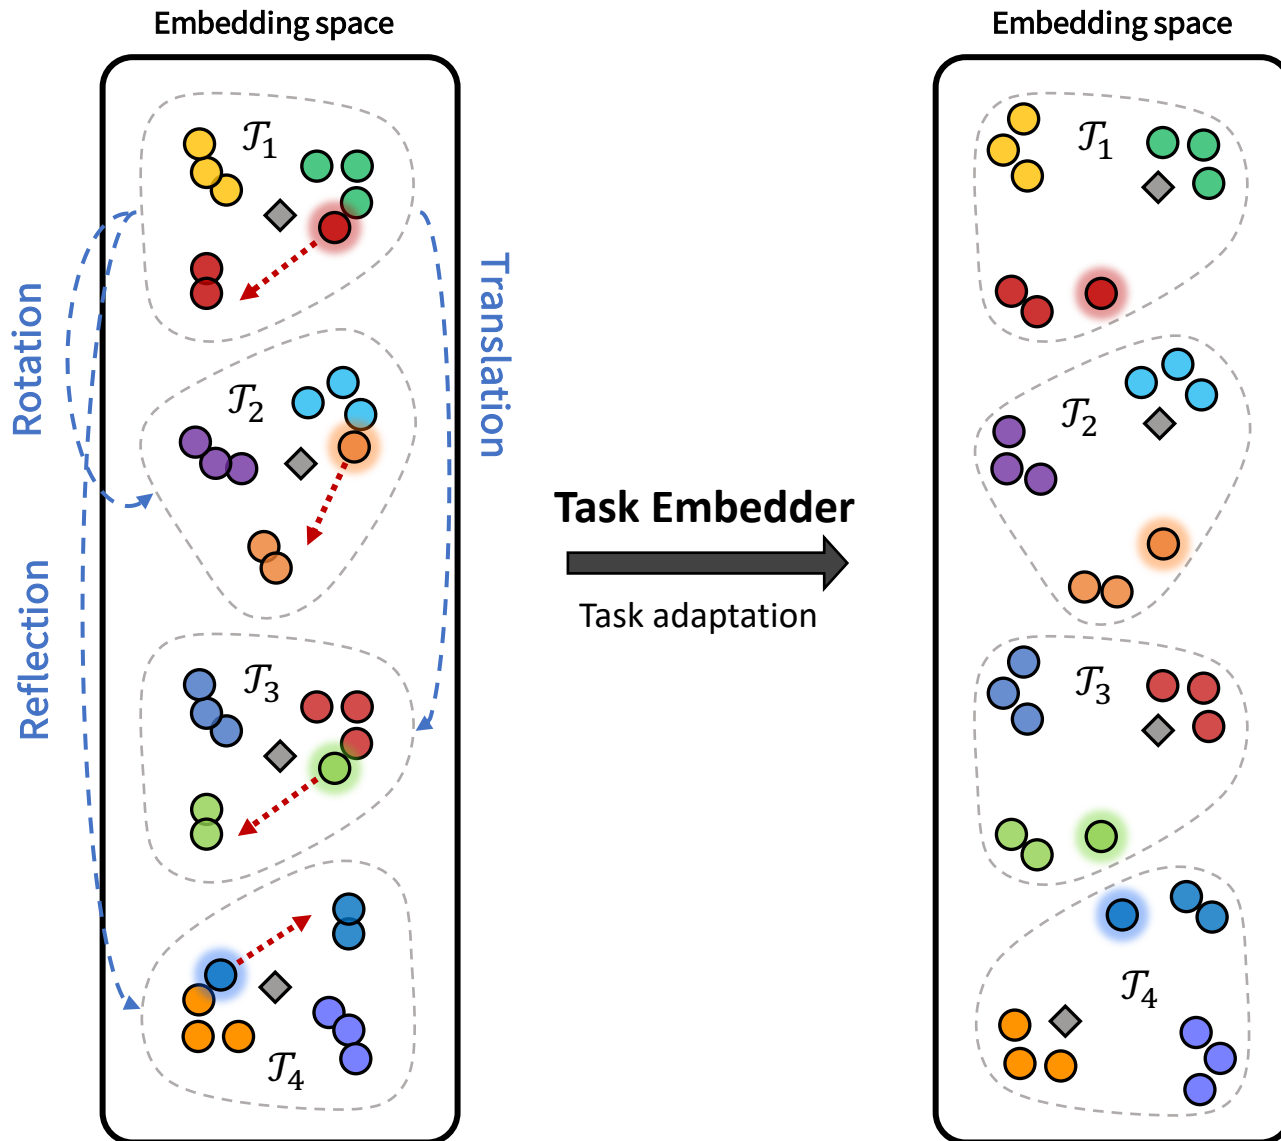 Embedding space
Embedding space
𝒯1
Rotation
Translation
𝒯2
Reflection
𝒯3
𝒯4
Task Embedder
Task adaptation
𝒯1
𝒯2
𝒯3
𝒯4